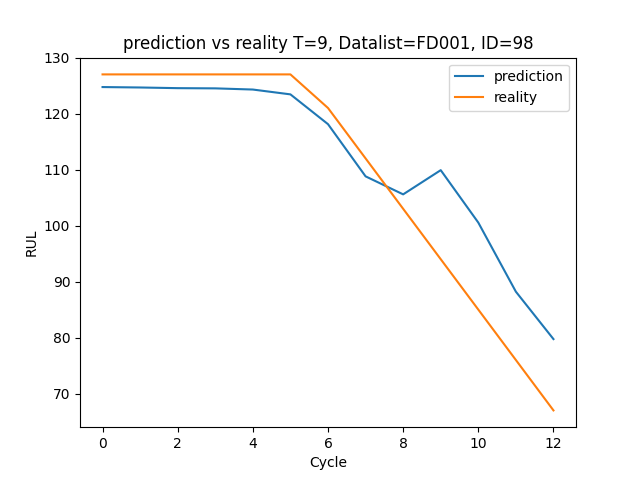 prediction vs reality T=9, Datalist=FD001, ID=98
130
120
110
100
90
80
70
RUL
prediction
reality
0 2 4 6 8 10 12
Cycle